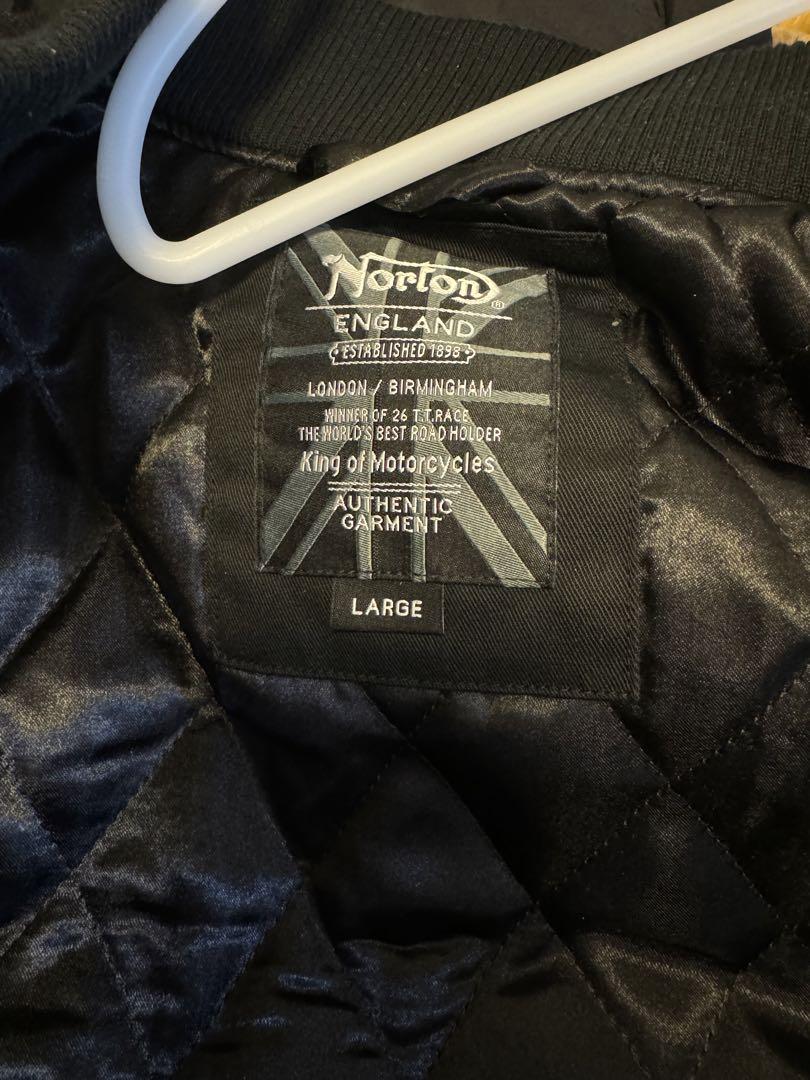 Norton
®
ENGLAND
ESTABLISHED 1898
LONDON / BIRMINGHAM
WINNER OF 26 T.T.RACE
THE WORLD'S BEST ROAD HOLDER
King of Motorcycles
AUTHENTIC
GARMENT
LARGE